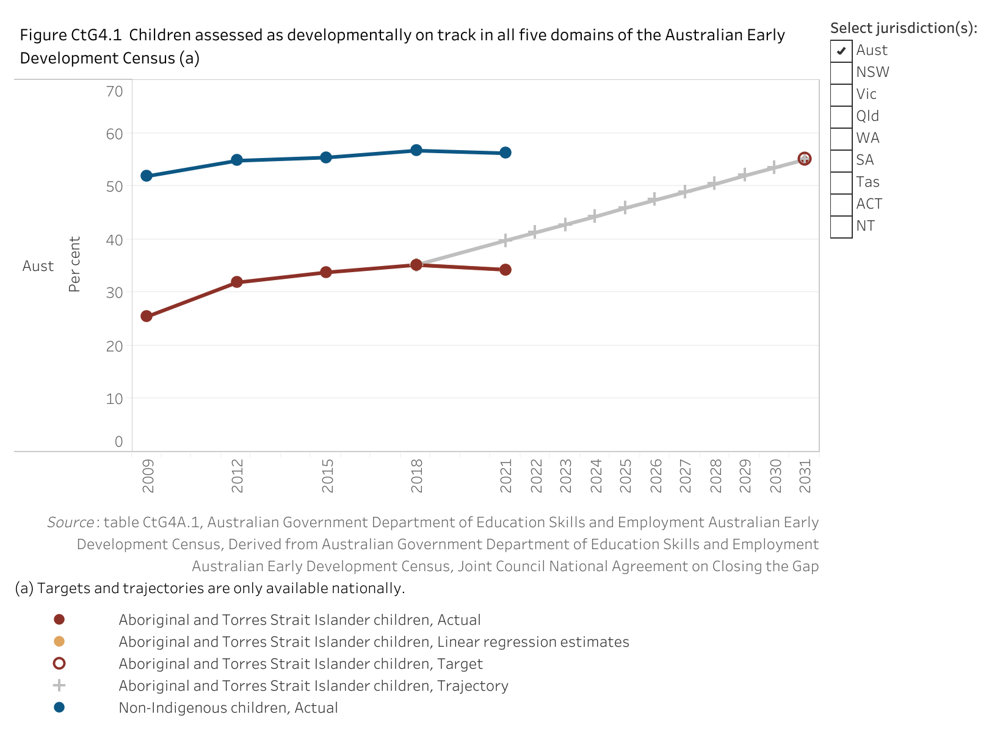 Figure CtG4.1  Children assessed as developmentally on track in all five domains of the Australian Early
Development Census (a)
Select jurisdiction(s):
Aust
NSW
Vic
Qld
WA
SA
Tas
ACT
NT
70
60
50
40
30
20
10
0
Per cent
Aust
2009
2012
2015
2018
2021
2022
2023
2024
2025
2026
2027
2028
2029
2030
2031
Source: table CtG4A.1, Australian Government Department of Education Skills and Employment Australian Early
Development Census, Derived from Australian Government Department of Education Skills and Employment
Australian Early Development Census, Joint Council National Agreement on Closing the Gap
(a) Targets and trajectories are only available nationally.
Aboriginal and Torres Strait Islander children, Actual
Aboriginal and Torres Strait Islander children, Linear regression estimates
Aboriginal and Torres Strait Islander children, Target
Aboriginal and Torres Strait Islander children, Trajectory
Non-Indigenous children, Actual